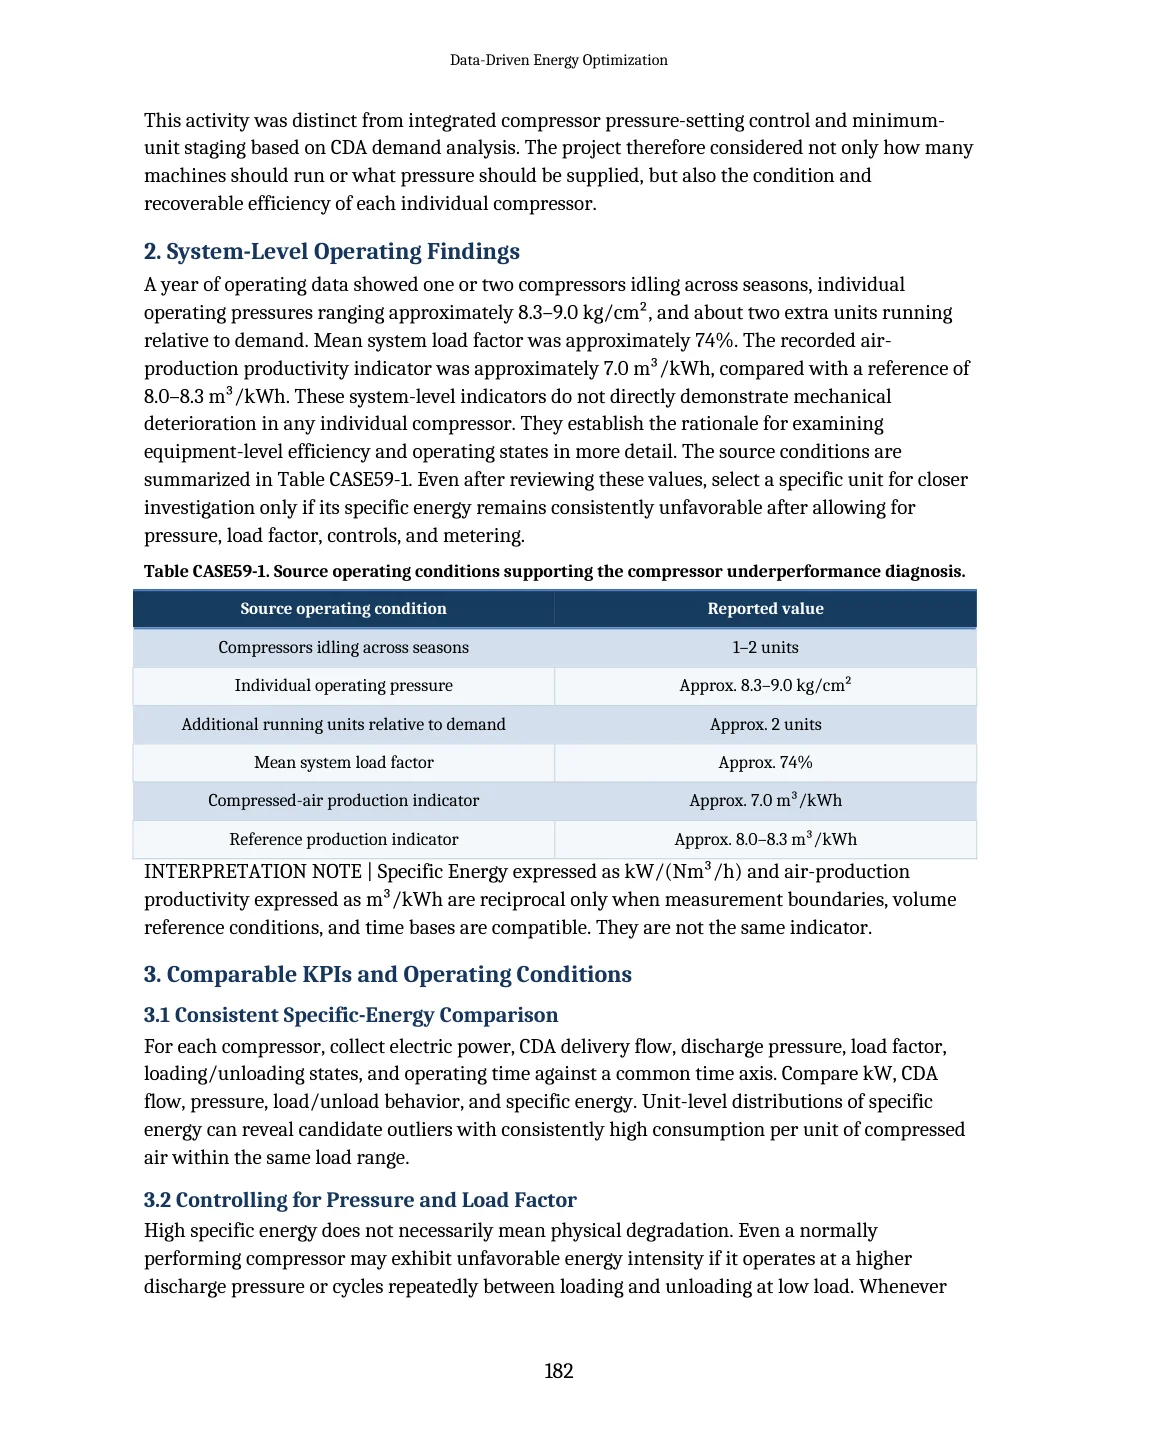 Data-Driven Energy Optimization
This activity was distinct from integrated compressor pressure-setting control and minimum-
unit staging based on CDA demand analysis. The project therefore considered not only how many
machines should run or what pressure should be supplied, but also the condition and
recoverable efficiency of each individual compressor.
2. System-Level Operating Findings
A year of operating data showed one or two compressors idling across seasons, individual
operating pressures ranging approximately 8.3–9.0 kg/cm², and about two extra units running
relative to demand. Mean system load factor was approximately 74%. The recorded air-
production productivity indicator was approximately 7.0 m³/kWh, compared with a reference of
8.0–8.3 m³/kWh. These system-level indicators do not directly demonstrate mechanical
deterioration in any individual compressor. They establish the rationale for examining
equipment-level efficiency and operating states in more detail. The source conditions are
summarized in Table CASE59-1. Even after reviewing these values, select a specific unit for closer
investigation only if its specific energy remains consistently unfavorable after allowing for
pressure, load factor, controls, and metering.
Table CASE59-1. Source operating conditions supporting the compressor underperformance diagnosis.
Source operating condition Reported value
Compressors idling across seasons 1–2 units
Individual operating pressure Approx. 8.3–9.0 kg/cm²
Additional running units relative to demand Approx. 2 units
Mean system load factor Approx. 74%
Compressed-air production indicator Approx. 7.0 m³/kWh
Reference production indicator Approx. 8.0–8.3 m³/kWh
INTERPRETATION NOTE | Specific Energy expressed as kW/(Nm³/h) and air-production
productivity expressed as m³/kWh are reciprocal only when measurement boundaries, volume
reference conditions, and time bases are compatible. They are not the same indicator.
3. Comparable KPIs and Operating Conditions
3.1 Consistent Specific-Energy Comparison
For each compressor, collect electric power, CDA delivery flow, discharge pressure, load factor,
loading/unloading states, and operating time against a common time axis. Compare kW, CDA
flow, pressure, load/unload behavior, and specific energy. Unit-level distributions of specific
energy can reveal candidate outliers with consistently high consumption per unit of compressed
air within the same load range.
3.2 Controlling for Pressure and Load Factor
High specific energy does not necessarily mean physical degradation. Even a normally
performing compressor may exhibit unfavorable energy intensity if it operates at a higher
discharge pressure or cycles repeatedly between loading and unloading at low load. Whenever
182